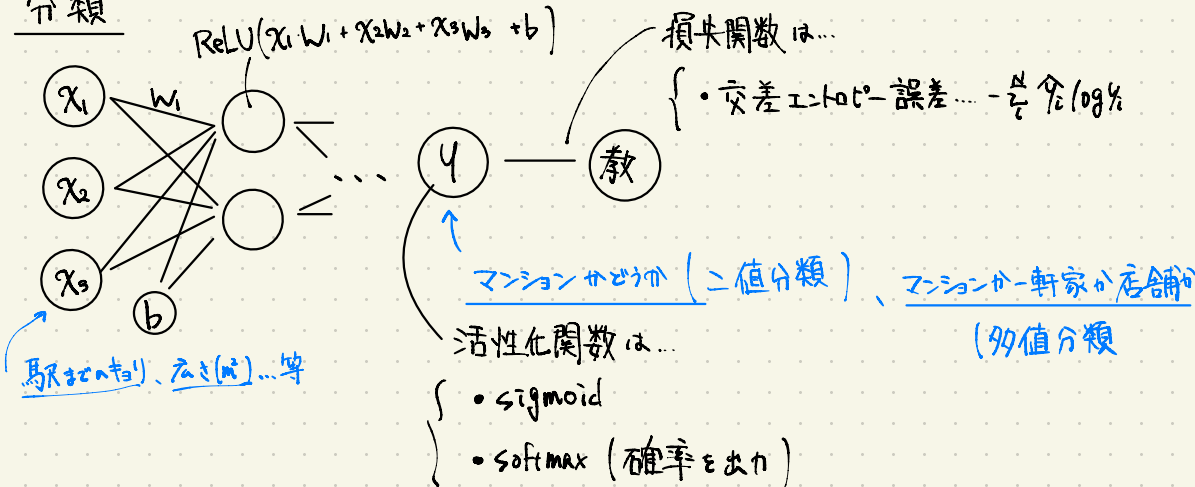 分類
ReLU(x₁W₁+x₂W₂+x₃W₃+b)
損失関数は…
・交差エントロピー誤差… -Σᵢᴺ ŷᵢ log yᵢ
x₁
W₁
x₂
x₃
b
…
y
教
マンションかどうか(二値分類)、マンションか一軒家か店舗か
(多値分類
駅までのキョリ、広さ(m²)…等
活性化関数は…
・sigmoid
・softmax(確率を出力)